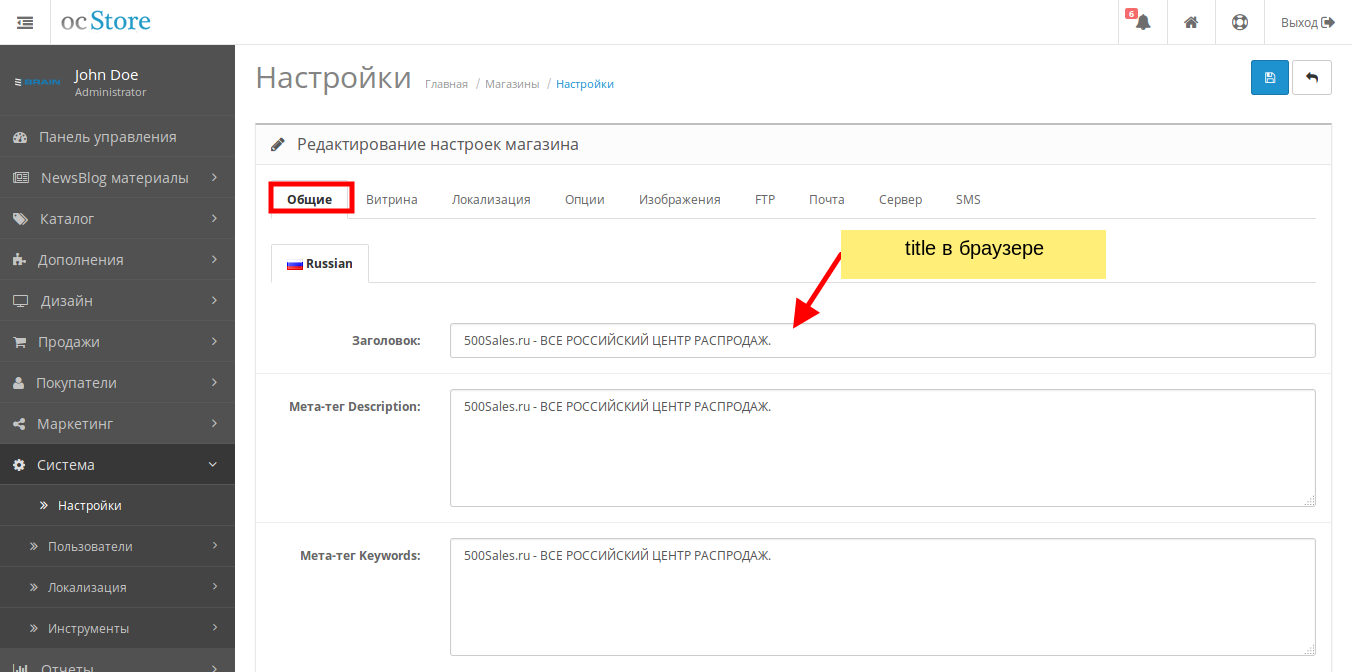 ocStore
6
Выход
BRAIN
John Doe
Administrator
Панель управления
NewsBlog материалы
Каталог
Дополнения
Дизайн
Продажи
Покупатели
Маркетинг
Система
Настройки
Пользователи
Локализация
Инструменты
Отчеты
Настройки
Главная / Магазины / Настройки
Редактирование настроек магазина
Общие Витрина Локализация Опции Изображения FTP Почта Сервер SMS
title в браузере
Russian
Заголовок: 500Sales.ru - ВСЕ РОССИЙСКИЙ ЦЕНТР РАСПРОДАЖ.
Мета-тег Description: 500Sales.ru - ВСЕ РОССИЙСКИЙ ЦЕНТР РАСПРОДАЖ.
Мета-тег Keywords: 500Sales.ru - ВСЕ РОССИЙСКИЙ ЦЕНТР РАСПРОДАЖ.